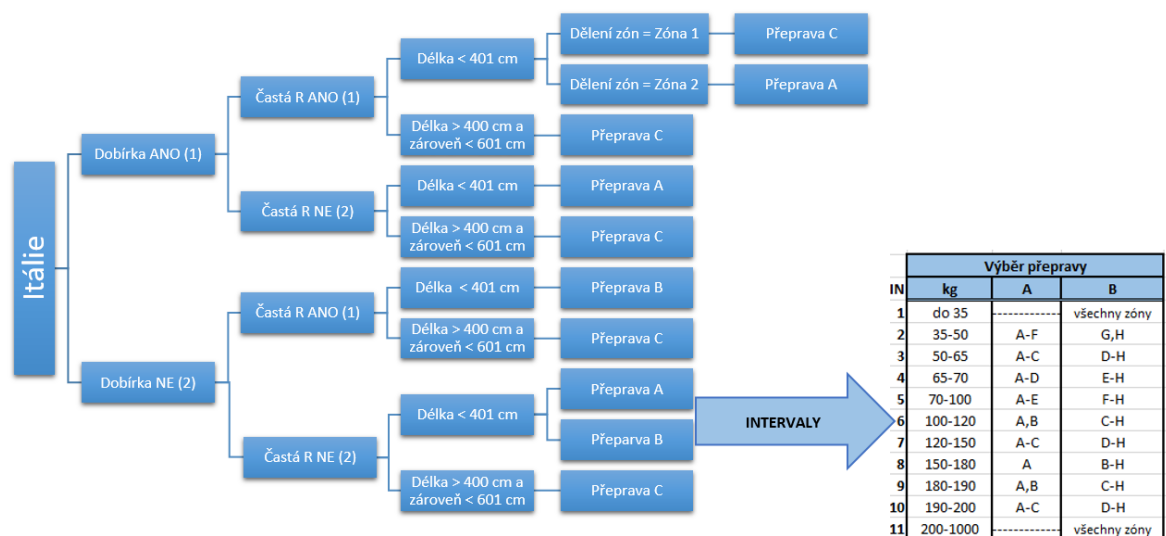 Itálie
Dobírka ANO (1)
Častá R ANO (1)
Délka < 401 cm
Dělení zón = Zóna 1
Přeprava C
Dělení zón = Zóna 2
Přeprava A
Délka > 400 cm a
zároveň < 601 cm
Přeprava C
Častá R NE (2)
Délka < 401 cm
Přeprava A
Délka > 400 cm a
zároveň < 601 cm
Přeprava C
Dobírka NE (2)
Častá R ANO (1)
Délka < 401 cm
Přeprava B
Délka > 400 cm a
zároveň < 601 cm
Přeprava C
Častá R NE (2)
Délka < 401 cm
Přeprava A
Přeparva B
Délka > 400 cm a
zároveň < 601 cm
Přeprava C
INTERVALY
Výběr přepravy
IN kg A B
1 do 35 ------------ všechny zóny
2 35-50 A-F G,H
3 50-65 A-C D-H
4 65-70 A-D E-H
5 70-100 A-E F-H
6 100-120 A,B C-H
7 120-150 A-C D-H
8 150-180 A B-H
9 180-190 A,B C-H
10 190-200 A-C D-H
11 200-1000 ------------ všechny zóny